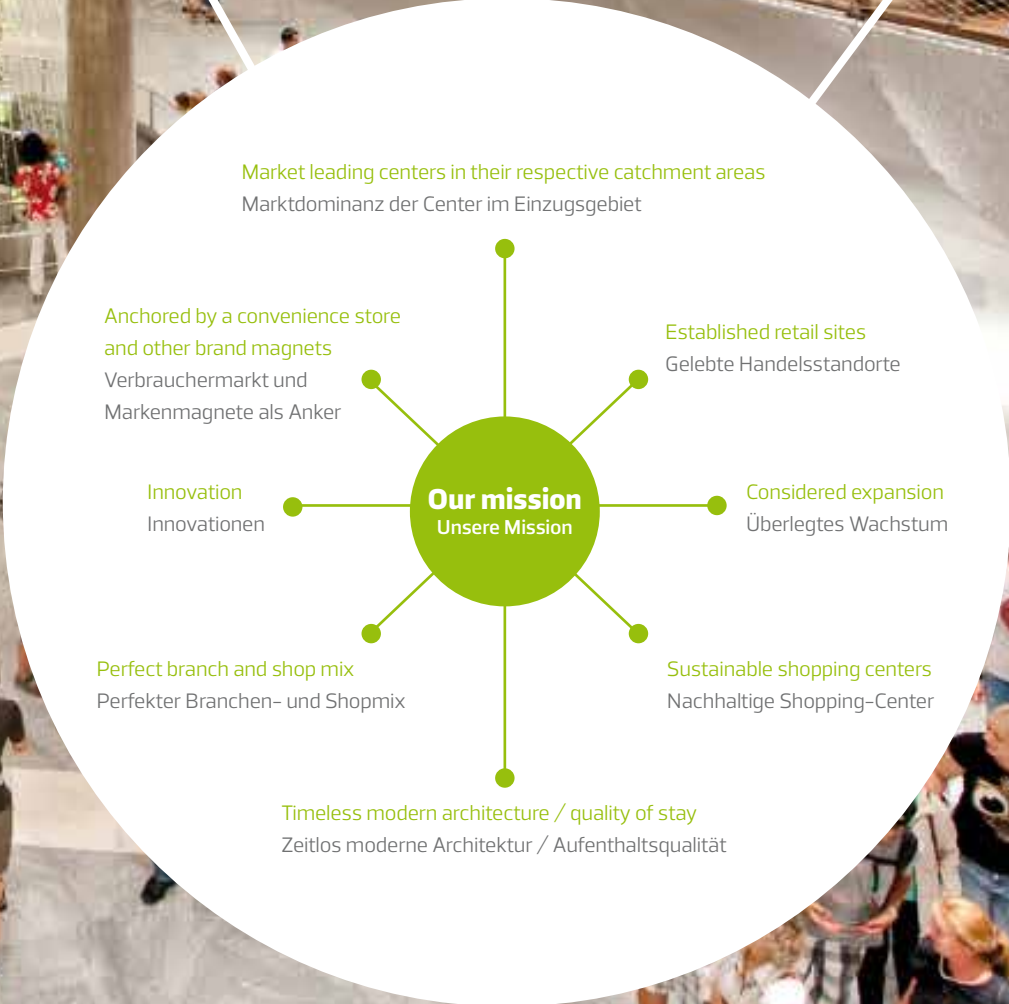 Market leading centers in their respective catchment areas
Marktdominanz der Center im Einzugsgebiet
Anchored by a convenience store
and other brand magnets
Verbrauchermarkt und
Markenmagnete als Anker
Established retail sites
Gelebte Handelsstandorte
Innovation
Innovationen
Our mission
Unsere Mission
Considered expansion
Überlegtes Wachstum
Perfect branch and shop mix
Perfekter Branchen- und Shopmix
Sustainable shopping centers
Nachhaltige Shopping-Center
Timeless modern architecture / quality of stay
Zeitlos moderne Architektur / Aufenthaltsqualität